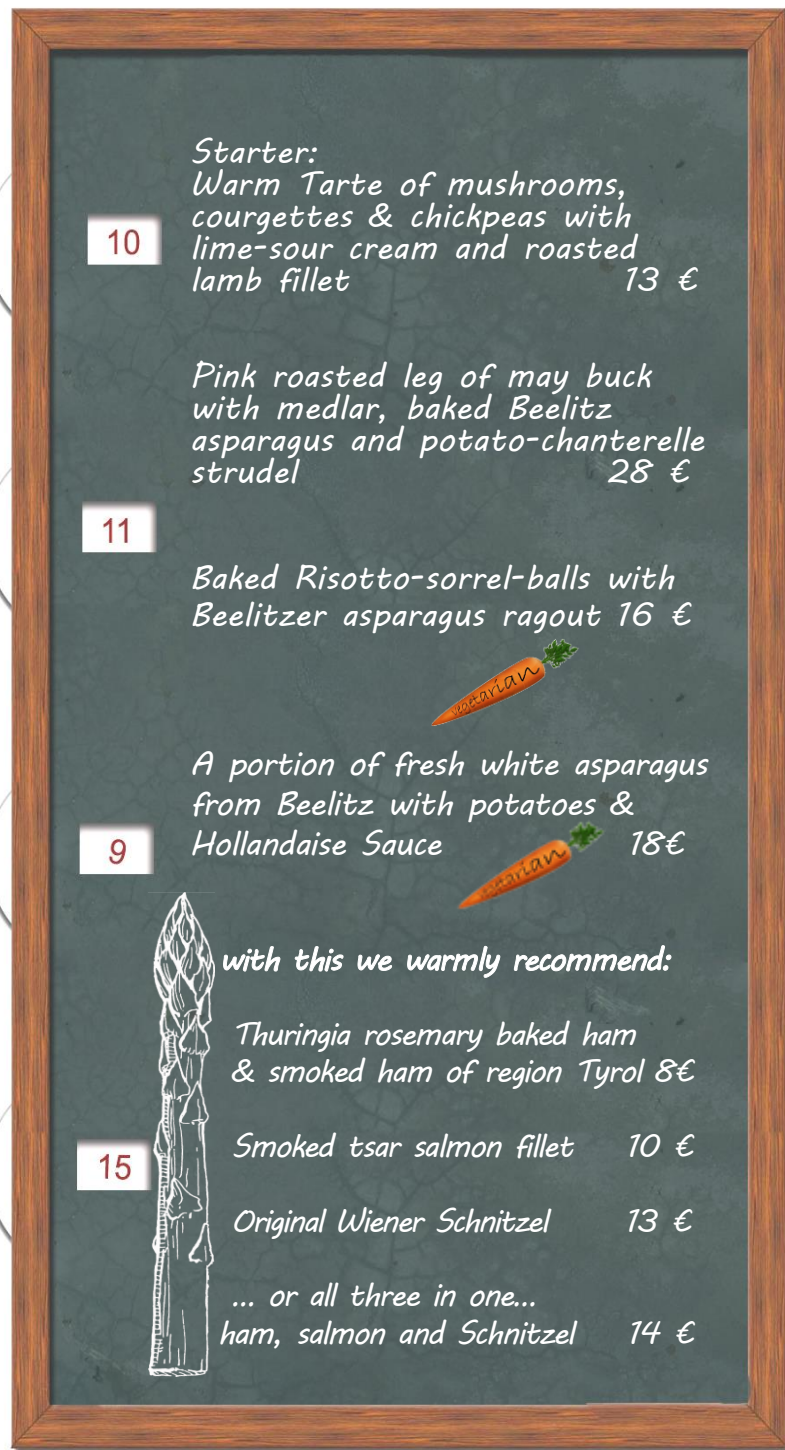 Starter:
Warm Tarte of mushrooms,
courgettes & chickpeas with
10
lime-sour cream and roasted
lamb fillet 13 €
Pink roasted leg of may buck
with medlar, baked Beelitz
asparagus and potato-chanterelle
strudel 28 €
11
Baked Risotto-sorrel-balls with
Beelitzer asparagus ragout 16 €
vegetarian
A portion of fresh white asparagus
from Beelitz with potatoes &
9
Hollandaise Sauce 18€
vegetarian
with this we warmly recommend:
Thuringia rosemary baked ham
& smoked ham of region Tyrol 8€
Smoked tsar salmon fillet 10 €
15
Original Wiener Schnitzel 13 €
... or all three in one...
ham, salmon and Schnitzel 14 €